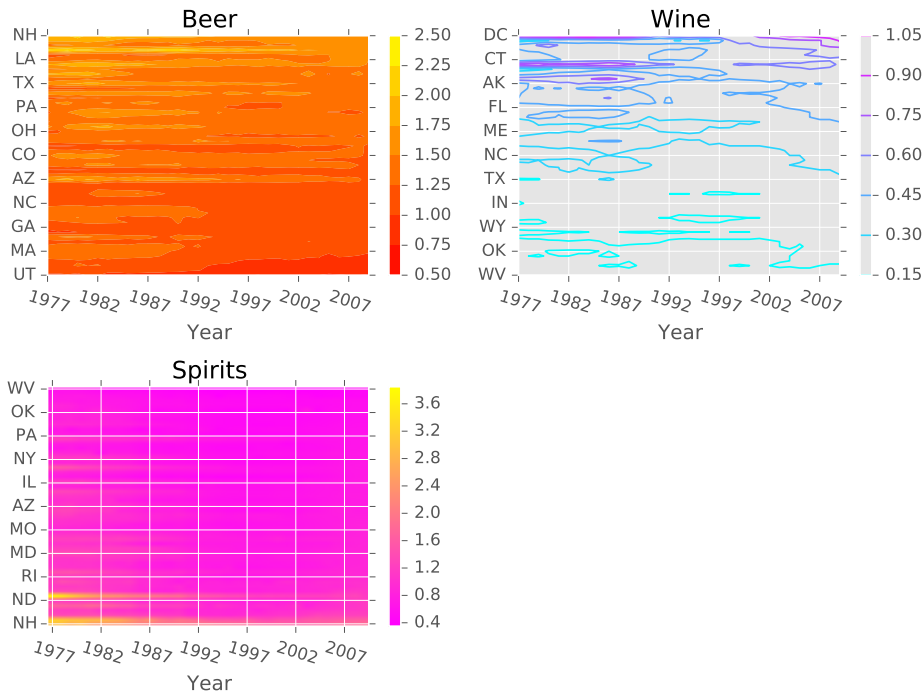 Beer
NH
LA
TX
PA
OH
CO
AZ
NC
GA
MA
UT
1977 1982 1987 1992 1997 2002 2007
Year
2.50
2.25
2.00
1.75
1.50
1.25
1.00
0.75
0.50
Wine
DC
CT
AK
FL
ME
NC
TX
IN
WY
OK
WV
1977 1982 1987 1992 1997 2002 2007
Year
1.05
0.90
0.75
0.60
0.45
0.30
0.15
Spirits
WV
OK
PA
NY
IL
AZ
MO
MD
RI
ND
NH
1977 1982 1987 1992 1997 2002 2007
Year
3.6
3.2
2.8
2.4
2.0
1.6
1.2
0.8
0.4